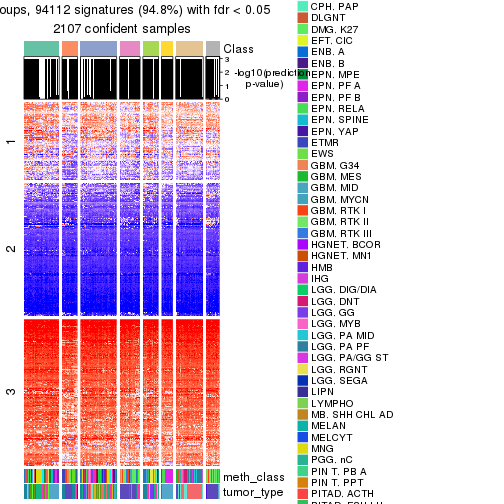 oups, 94112 signatures (94.8%) with fdr < 0.05
2107 confident samples
Class
3
2
1
0
-log10(prediction
p-value)
1
2
3
meth_class
tumor_type
CPH. PAP
DLGNT
DMG. K27
EFT. CIC
ENB. A
ENB. B
EPN. MPE
EPN. PF A
EPN. PF B
EPN. RELA
EPN. SPINE
EPN. YAP
ETMR
EWS
GBM. G34
GBM. MES
GBM. MID
GBM. MYCN
GBM. RTK I
GBM. RTK II
GBM. RTK III
HGNET. BCOR
HGNET. MN1
HMB
IHG
LGG. DIG/DIA
LGG. DNT
LGG. GG
LGG. MYB
LGG. PA MID
LGG. PA PF
LGG. PA/GG ST
LGG. RGNT
LGG. SEGA
LIPN
LYMPHO
MB. SHH CHL AD
MELAN
MELCYT
MNG
PGG. nC
PIN T. PB A
PIN T. PPT
PITAD. ACTH